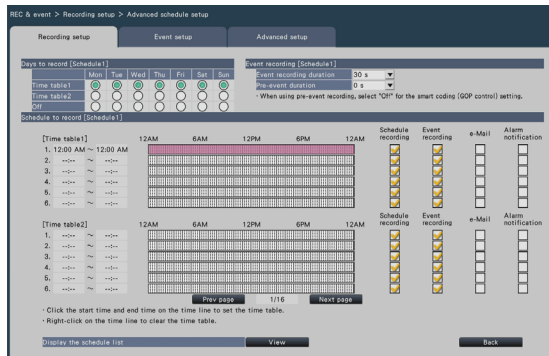 REC & event > Recording setup > Advanced schedule setup
Recording setup Event setup Advanced setup
Days to record [Schedule1]
Mon Tue Wed Thu Fri Sat Sun
Time table1
Time table2
Off
Event recording [Schedule1]
Event recording duration 30 s
Pre-event duration 0 s
· When using pre-event recording, select "Off" for the smart coding (GOP control) setting.
Schedule to record [Schedule1]
[Time table1] 12AM 6AM 12PM 6PM 12AM Schedule recording Event recording e-Mail Alarm notification
1. 12:00 AM ~ 12:00 AM
2. --:-- ~ --:--
3. --:-- ~ --:--
4. --:-- ~ --:--
5. --:-- ~ --:--
6. --:-- ~ --:--
[Time table2] 12AM 6AM 12PM 6PM 12AM Schedule recording Event recording e-Mail Alarm notification
1. --:-- ~ --:--
2. --:-- ~ --:--
3. --:-- ~ --:--
4. --:-- ~ --:--
5. --:-- ~ --:--
6. --:-- ~ --:--
Prev page 1/16 Next page
· Click the start time and end time on the time line to set the time table.
· Right-click on the time line to clear the time table.
Display the schedule list View Back